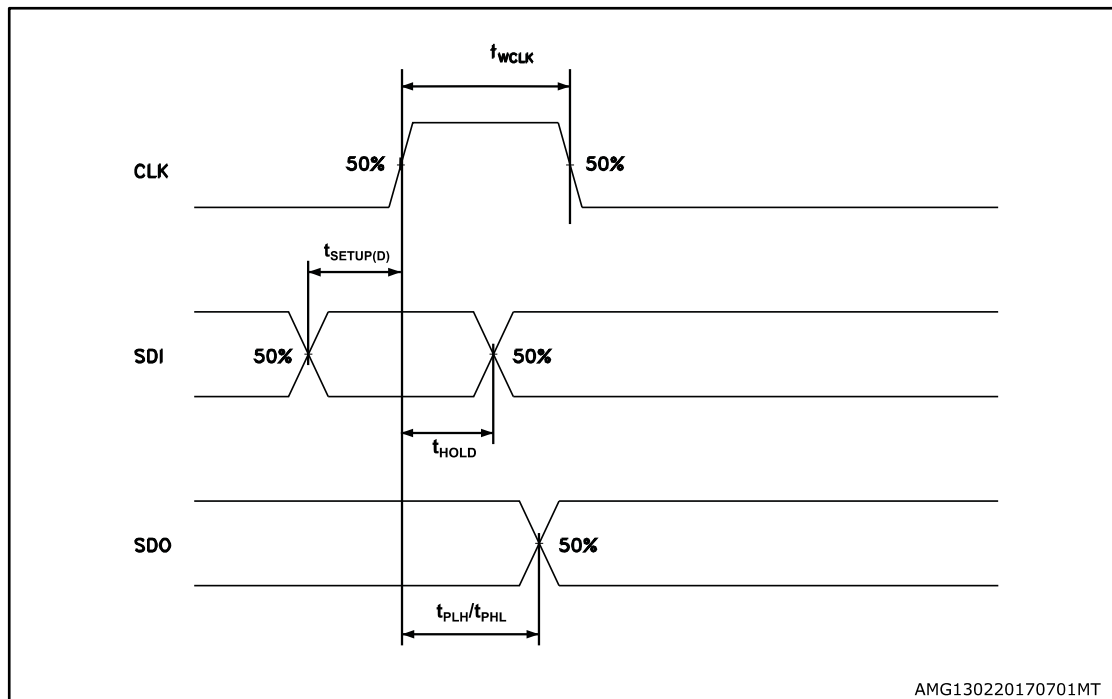 tWCLK
CLK
50%
50%
tSETUP(D)
SDI
50%
50%
tHOLD
SDO
50%
tPLH/tPHL
AMG130220170701MT